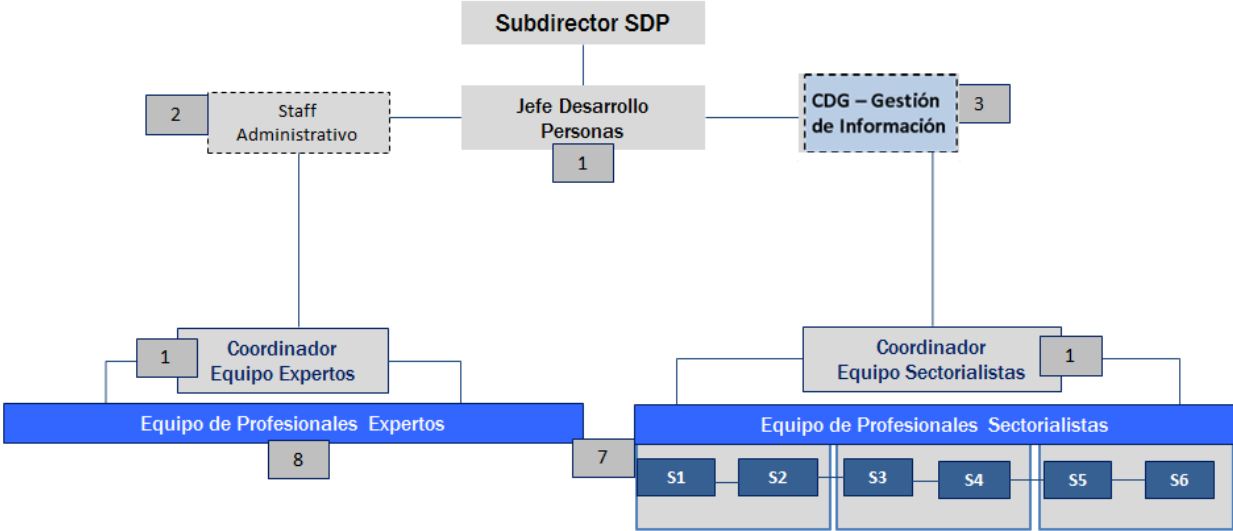 Subdirector SDP
2
Staff
Administrativo
Jefe Desarrollo
Personas
1
CDG – Gestión
de Información
3
1
Coordinador
Equipo Expertos
Coordinador
Equipo Sectorialistas
1
Equipo de Profesionales Expertos
8
7
Equipo de Profesionales Sectorialistas
S1
S2
S3
S4
S5
S6